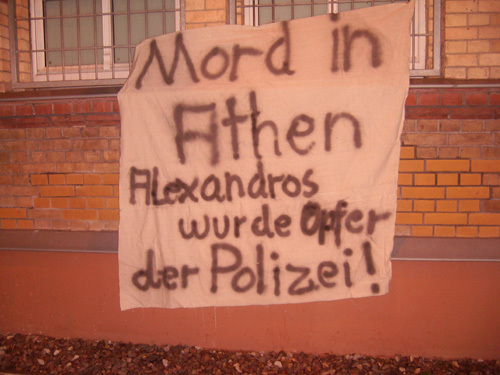 Mord in
Athen
ALexandros
wurde Opfer
der Polizei!